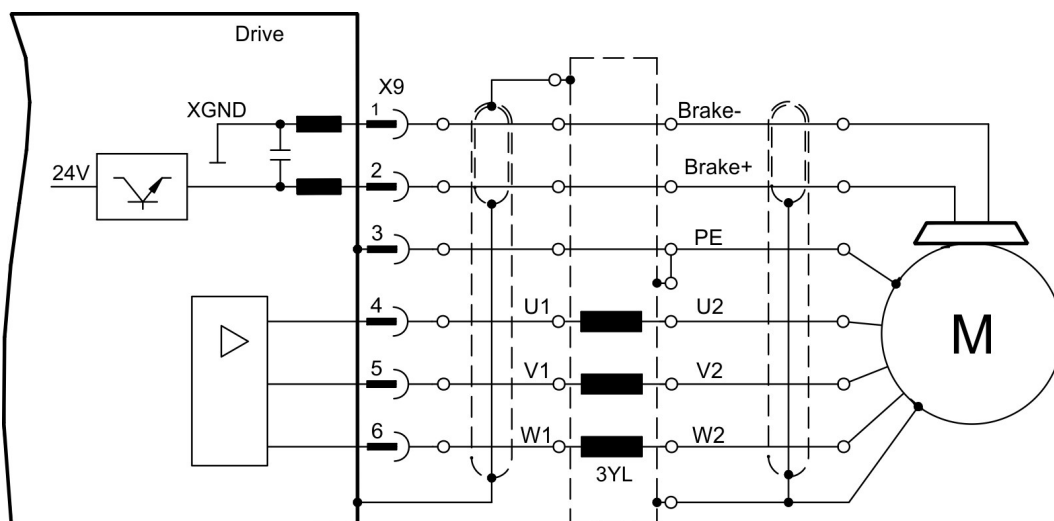 Drive
X9
XGND
1
Brake-
24V
2
Brake+
3
PE
4
U1
U2
M
5
V1
V2
6
W1
W2
3YL